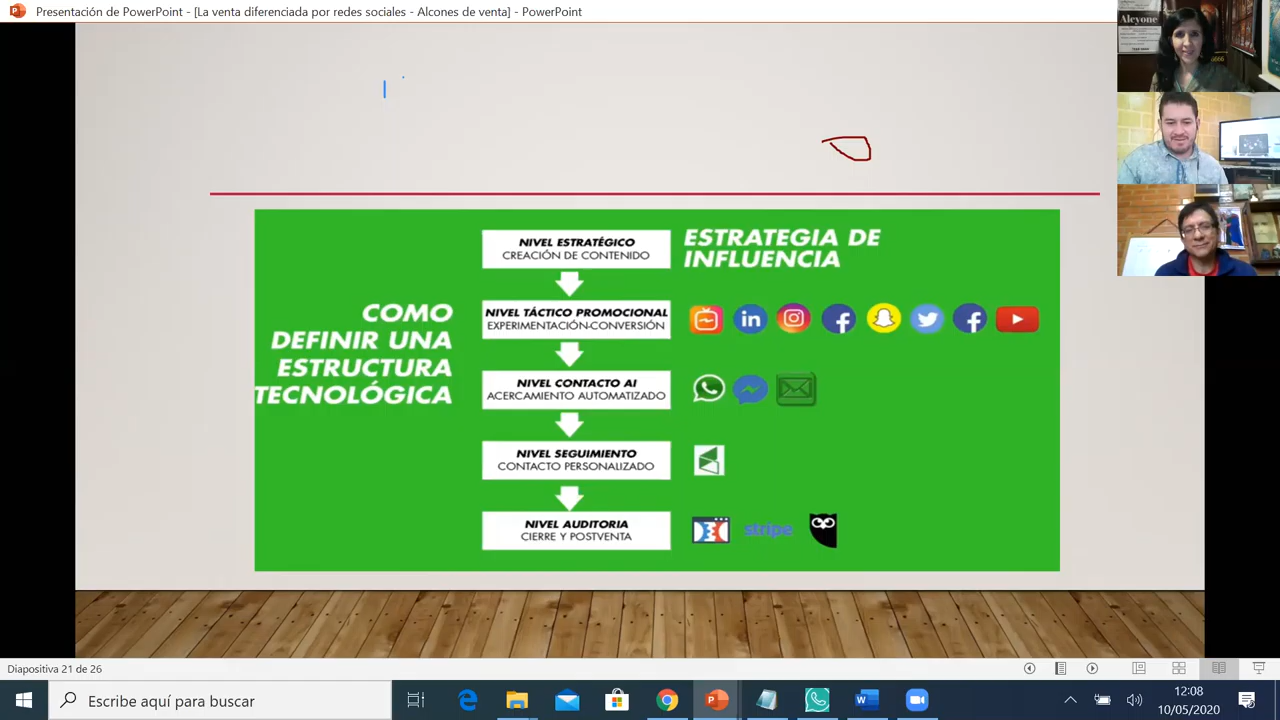 Presentación de PowerPoint - [La venta diferenciada por redes sociales - Alcones de venta] - PowerPoint
Alcyone
NIVEL ESTRATÉGICO
CREACIÓN DE CONTENIDO
ESTRATEGIA DE
INFLUENCIA
COMO
DEFINIR UNA
ESTRUCTURA
TECNOLÓGICA
NIVEL TÁCTICO PROMOCIONAL
EXPERIMENTACIÓN-CONVERSIÓN
in
NIVEL CONTACTO AI
ACERCAMIENTO AUTOMATIZADO
NIVEL SEGUIMIENTO
CONTACTO PERSONALIZADO
NIVEL AUDITORIA
CIERRE Y POSTVENTA
stripe
Diapositiva 21 de 26
Escribe aquí para buscar
12:08
10/05/2020